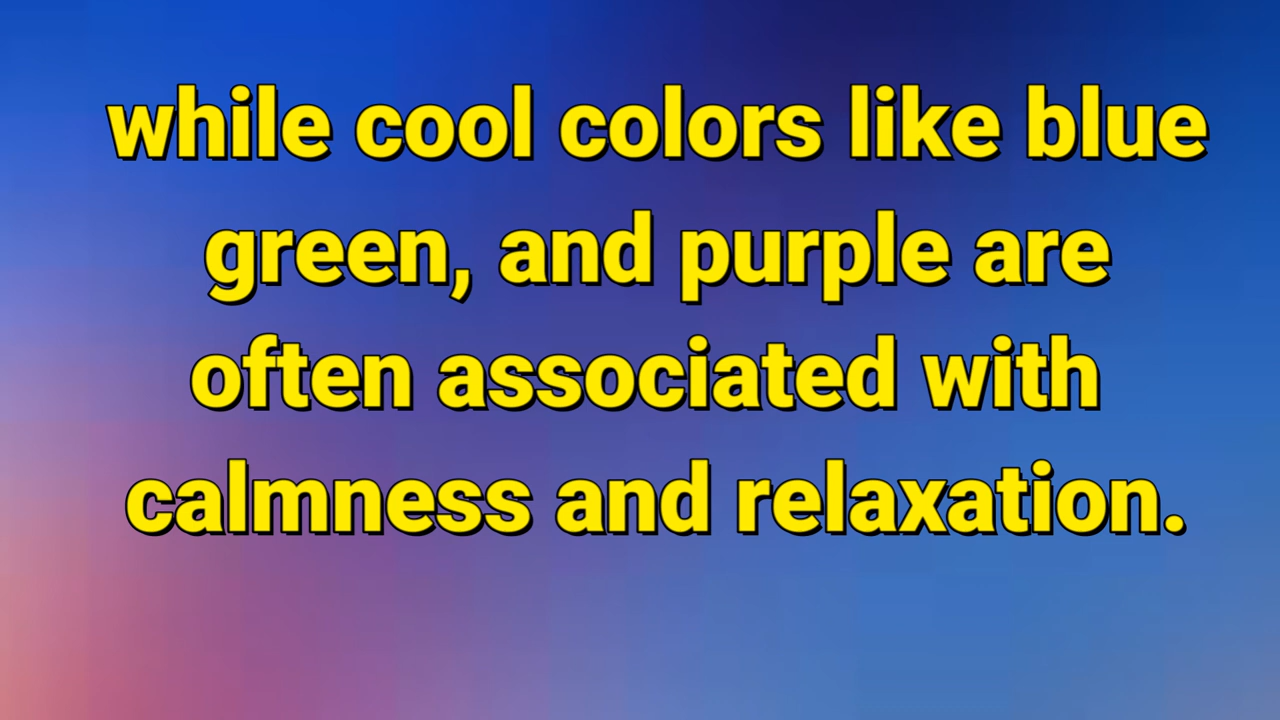 while cool colors like blue
green, and purple are
often associated with
calmness and relaxation.